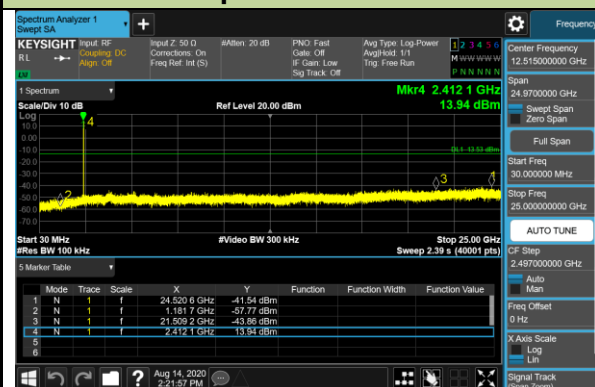 Spectrum Analyzer 1
Swept SA
Frequency
KEYSIGHT Input: RF
R L
Coupling: DC
Align: Off
Input Z: 50 Ω
Corrections: On
Freq Ref: Int (S)
#Atten: 20 dB
PNO: Fast
Gate: Off
IF Gain: Low
Sig Track: Off
Avg Type: Log-Power
Avg|Hold: 1/1
Trig: Free Run
1 2 3 4 5 6
M W W W W W
P N N N N N
1 Spectrum
Scale/Div 10 dB
Ref Level 20.00 dBm
Mkr4 2.412 1 GHz
13.94 dBm
Log
10.0
0.00
-10.0
-20.0
-30.0
-40.0
-50.0
-60.0
-70.0
4
DL1 -13.53 dBm
2
3
1
Start 30 MHz
#Res BW 100 kHz
#Video BW 300 kHz
Stop 25.00 GHz
Sweep 2.39 s (40001 pts)
5 Marker Table
Mode Trace Scale X Y Function Function Width Function Value
1 N 1 f 24.520 6 GHz -41.54 dBm
2 N 1 f 1.181 7 GHz -57.77 dBm
3 N 1 f 21.509 2 GHz -43.86 dBm
4 N 1 f 2.412 1 GHz 13.94 dBm
5
6
Aug 14, 2020
2:21:57 PM
Center Frequency
12.515000000 GHz
Span
24.9700000 GHz
Swept Span
Zero Span
Full Span
Start Freq
30.000000 MHz
Stop Freq
25.000000000 GHz
AUTO TUNE
CF Step
2.497000000 GHz
Auto
Man
Freq Offset
0 Hz
X Axis Scale
Log
Lin
Signal Track
(Span Zoom)